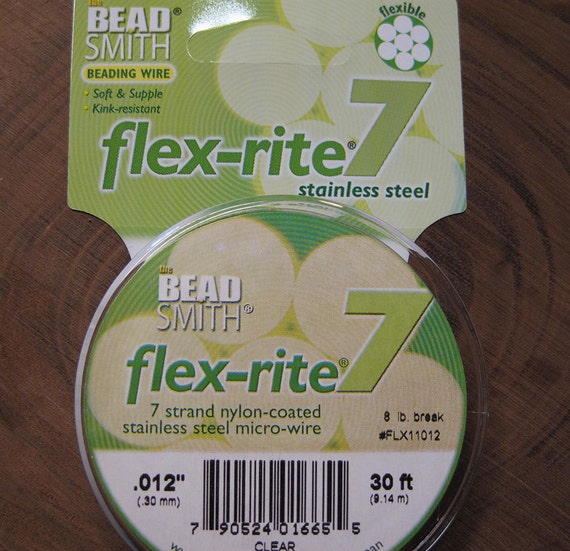 the
BEAD®
SMITH
BEADING WIRE
• Soft & Supple
• Kink-resistant
flexible
flex-rite® 7
stainless steel
the
BEAD
SMITH®
flex-rite® 7
7 strand nylon-coated
stainless steel micro-wire
8 lb. break
#FLX11012
.012"
(.30 mm)
30 ft
(9.14 m)
7 90524 01665 5
CLEAR